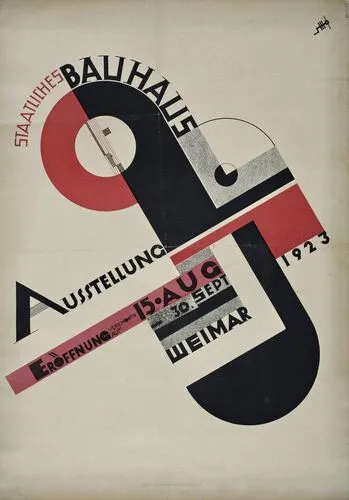 STAATLICHES
BAUHAUS
AUSSTELLUNG
1923
15·AUG
30. SEPT
ERÖFFNUNG
WEIMAR